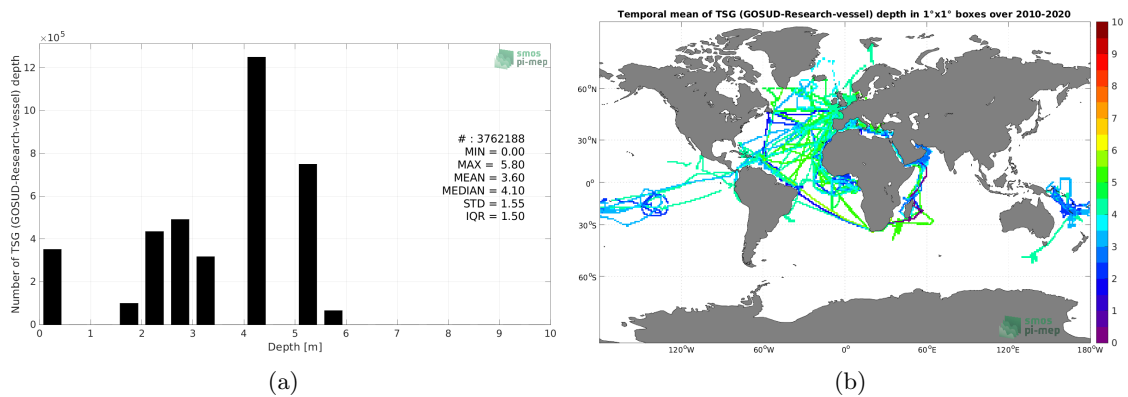 ×10⁵
smos
pi-mep
Number of TSG (GOSUD-Research-vessel) depth
12
10
8
6
4
2
0
# : 3762188
MIN = 0.00
MAX = 5.80
MEAN = 3.60
MEDIAN = 4.10
STD = 1.55
IQR = 1.50
0 1 2 3 4 5 6 7 8 9 10
Depth [m]
(a)
Temporal mean of TSG (GOSUD-Research-vessel) depth in 1°x1° boxes over 2010-2020
60°N
30°N
0°
30°S
60°S
120°W 60°W 0° 60°E 120°E 180°W
smos
pi-mep
10
9
8
7
6
5
4
3
2
1
0
(b)